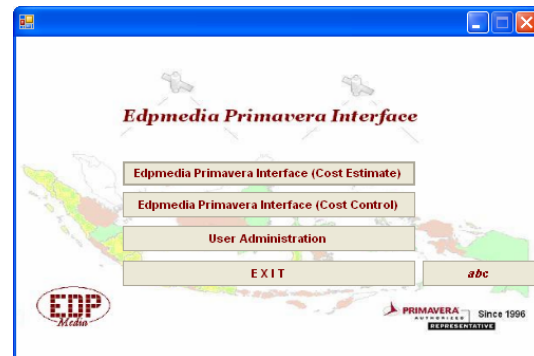 Edpmedia Primavera Interface
Edpmedia Primavera Interface (Cost Estimate)
Edpmedia Primavera Interface (Cost Control)
User Administration
E X I T
abc
EDP
Media
PRIMAVERA
AUTHORIZED
REPRESENTATIVE
Since 1996